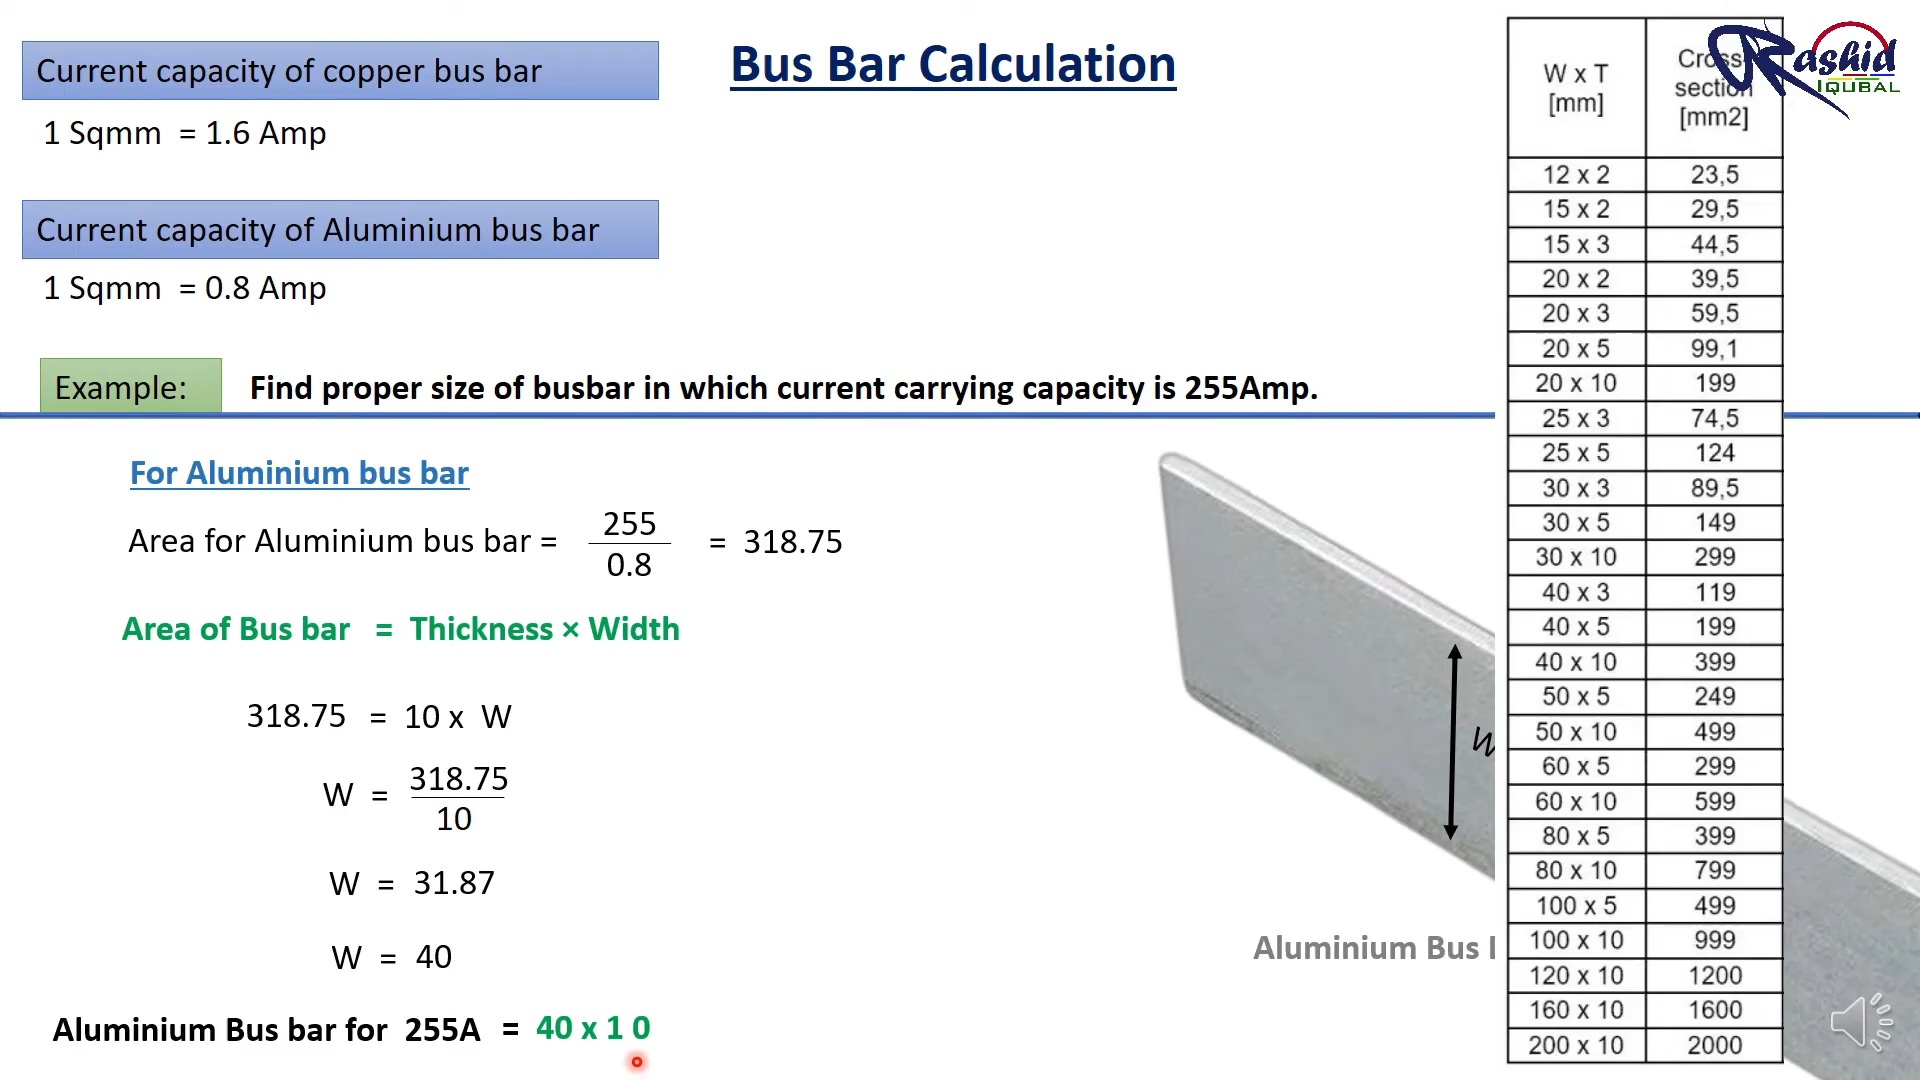 Current capacity of copper bus bar
1 Sqmm = 1.6 Amp
Current capacity of Aluminium bus bar
1 Sqmm = 0.8 Amp
Bus Bar Calculation
Example: Find proper size of busbar in which current carrying capacity is 255Amp.
For Aluminium bus bar
Area for Aluminium bus bar = 255 / 0.8 = 318.75
Area of Bus bar = Thickness × Width
318.75 = 10 x W
W = 318.75 / 10
W = 31.87
W = 40
Aluminium Bus bar for 255A = 40 x 1 0
W
Aluminium Bus
W x T [mm] Cross-section [mm2]
12 x 2 23,5
15 x 2 29,5
15 x 3 44,5
20 x 2 39,5
20 x 3 59,5
20 x 5 99,1
20 x 10 199
25 x 3 74,5
25 x 5 124
30 x 3 89,5
30 x 5 149
30 x 10 299
40 x 3 119
40 x 5 199
40 x 10 399
50 x 5 249
50 x 10 499
60 x 5 299
60 x 10 599
80 x 5 399
80 x 10 799
100 x 5 499
100 x 10 999
120 x 10 1200
160 x 10 1600
200 x 10 2000
Rashid
IQUBAL